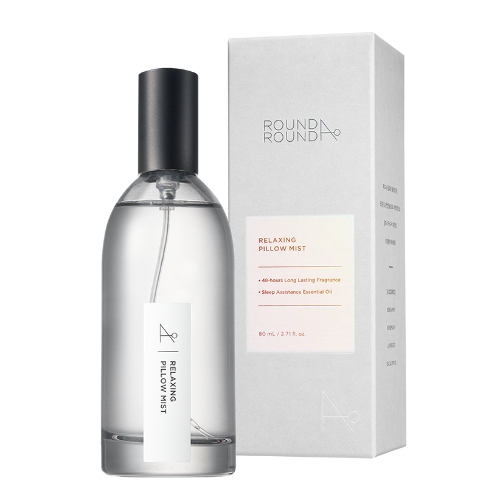 ROUND
ROUND
RELAXING
PILLOW MIST
• 48-hours Long Lasting Fragrance
• Sleep Assistance Essential Oil
80 mL / 2.71 fl. oz.
RELAXING
PILLOW MIST